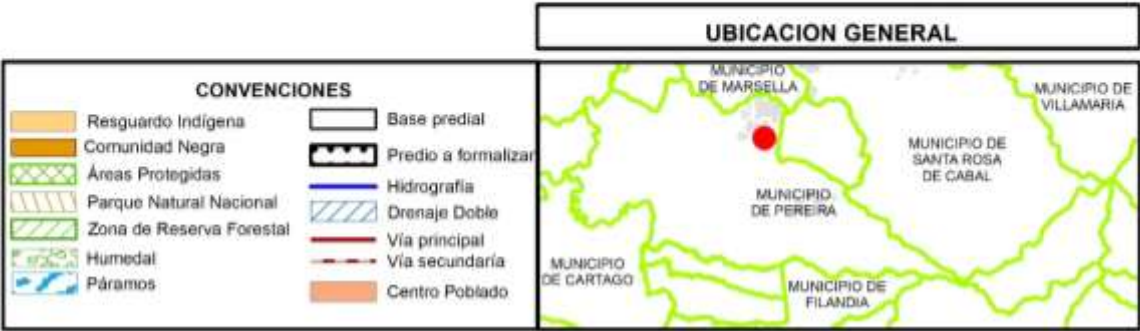 UBICACION GENERAL
CONVENCIONES
Resguardo Indígena
Comunidad Negra
Áreas Protegidas
Parque Natural Nacional
Zona de Reserva Forestal
Humedal
Páramos
Base predial
Predio a formalizar
Hidrografía
Drenaje Doble
Vía principal
Vía secundaría
Centro Poblado
MUNICIPIO
DE MARSELLA
MUNICIPIO DE
VILLAMARIA
MUNICIPIO DE
SANTA ROSA
DE CABAL
MUNICIPIO
DE PEREIRA
MUNICIPIO
DE CARTAGO
MUNICIPIO DE
FILANDIA